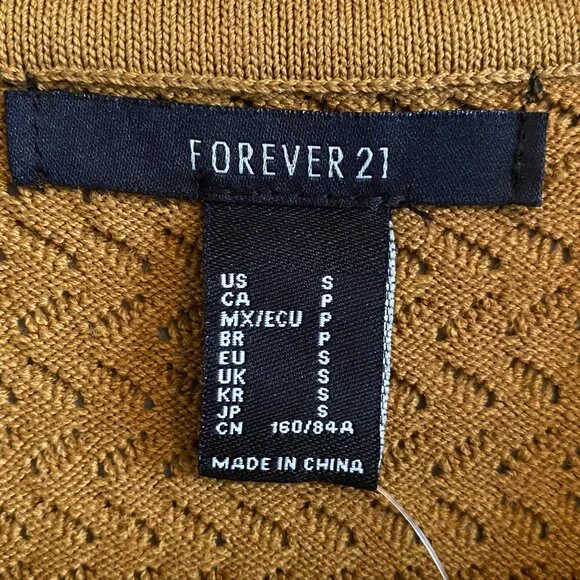 FOREVER 21
US S
CA P
MX/ECU P
BR P
EU S
UK S
KR S
JP S
CN 160/84A
MADE IN CHINA